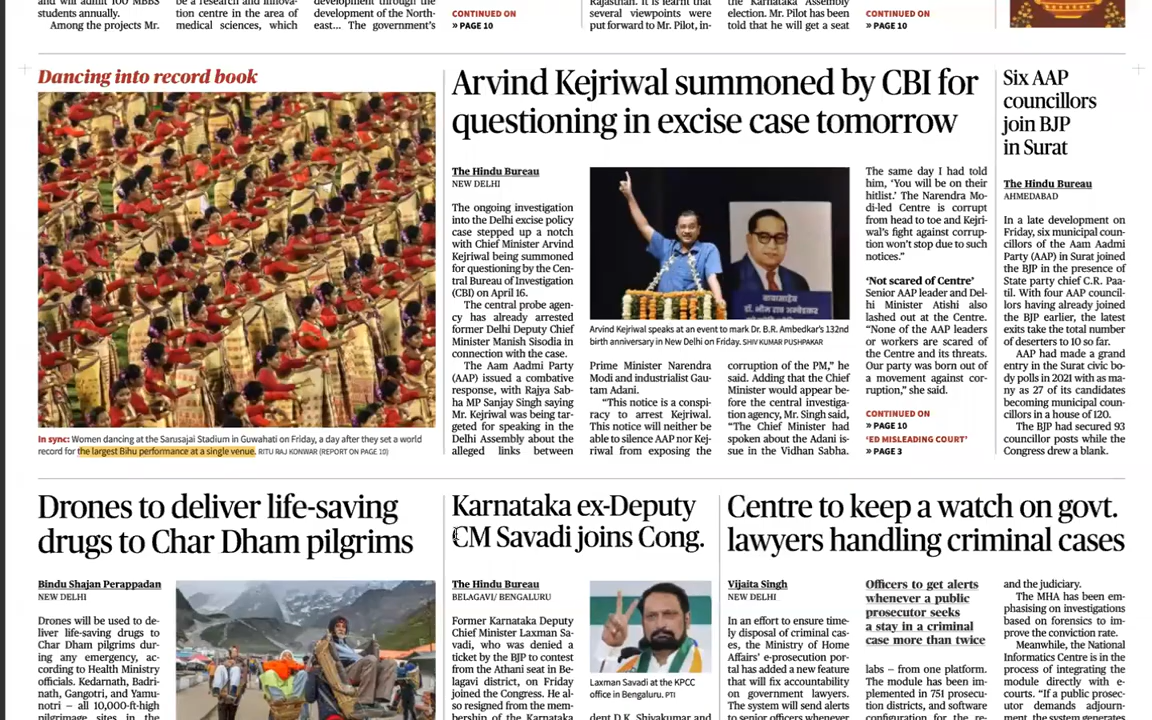 and will admit 100 MBBS
students annually.
Among the projects Mr.
be a research and innova-
tion centre in the area of
medical sciences, which
development through the
development of the North-
east... The government's
CONTINUED ON
» PAGE 10
Rajasthan. It is learnt that
several viewpoints were
put forward to Mr. Pilot, in-
the Karnataka Assembly
election. Mr. Pilot has been
told that he will get a seat
CONTINUED ON
» PAGE 10
Dancing into record book
In sync: Women dancing at the Sarusajai Stadium in Guwahati on Friday, a day after they set a world
record for the largest Bihu performance at a single venue. RITU RAJ KONWAR (REPORT ON PAGE 10)
Arvind Kejriwal summoned by CBI for
questioning in excise case tomorrow
The Hindu Bureau
NEW DELHI
The ongoing investigation
into the Delhi excise policy
case stepped up a notch
with Chief Minister Arvind
Kejriwal being summoned
for questioning by the Cen-
tral Bureau of Investigation
(CBI) on April 16.
The central probe agen-
cy has already arrested
former Delhi Deputy Chief
Minister Manish Sisodia in
connection with the case.
The Aam Aadmi Party
(AAP) issued a combative
response, with Rajya Sab-
ha MP Sanjay Singh saying
Mr. Kejriwal was being tar-
geted for speaking in the
Delhi Assembly about the
alleged links between
बाबासाहेब
डॉ. भीम राव अम्बेडकर
Arvind Kejriwal speaks at an event to mark Dr. B.R. Ambedkar's 132nd
birth anniversary in New Delhi on Friday. SHIV KUMAR PUSHPAKAR
Prime Minister Narendra
Modi and industrialist Gau-
tam Adani.
"This notice is a conspi-
racy to arrest Kejriwal.
This notice will neither be
able to silence AAP nor Kej-
riwal from exposing the
corruption of the PM," he
said. Adding that the Chief
Minister would appear be-
fore the central investiga-
tion agency, Mr. Singh said,
"The Chief Minister had
spoken about the Adani is-
sue in the Vidhan Sabha.
The same day I had told
him, 'You will be on their
hitlist.' The Narendra Mo-
di-led Centre is corrupt
from head to toe and Kejri-
wal's fight against corrup-
tion won't stop due to such
notices."
'Not scared of Centre'
Senior AAP leader and Del-
hi Minister Atishi also
lashed out at the Centre.
"None of the AAP leaders
or workers are scared of
the Centre and its threats.
Our party was born out of
a movement against cor-
ruption," she said.
CONTINUED ON
» PAGE 10
'ED MISLEADING COURT'
» PAGE 3
Six AAP
councillors
join BJP
in Surat
The Hindu Bureau
AHMEDABAD
In a late development on
Friday, six municipal coun-
cillors of the Aam Aadmi
Party (AAP) in Surat joined
the BJP in the presence of
State party chief C.R. Paa-
til. With four AAP council-
lors having already joined
the BJP earlier, the latest
exits take the total number
of deserters to 10 so far.
AAP had made a grand
entry in the Surat civic bo-
dy polls in 2021 with as ma-
ny as 27 of its candidates
becoming municipal coun-
cillors in a house of 120.
The BJP had secured 93
councillor posts while the
Congress drew a blank.
Drones to deliver life-saving
drugs to Char Dham pilgrims
Bindu Shajan Perappadan
NEW DELHI
Drones will be used to de-
liver life-saving drugs to
Char Dham pilgrims dur-
ing any emergency, ac-
cording to Health Ministry
officials. Kedarnath, Badri-
nath, Gangotri, and Yamu-
notri – all 10,000-ft-high
pilgrimage sites in the
Karnataka ex-Deputy
CM Savadi joins Cong.
The Hindu Bureau
BELAGAVI/ BENGALURU
Former Karnataka Deputy
Chief Minister Laxman Sa-
vadi, who was denied a
ticket by the BJP to contest
from the Athani seat in Be-
lagavi district, on Friday
joined the Congress. He al-
so resigned from the mem-
bership of the Karnataka
Laxman Savadi at the KPCC
office in Bengaluru. PTI
dent D.K. Shivakumar and
Centre to keep a watch on govt.
lawyers handling criminal cases
Vijaita Singh
NEW DELHI
In an effort to ensure time-
ly disposal of criminal cas-
es, the Ministry of Home
Affairs' e-prosecution por-
tal has added a new feature
that will fix accountability
on government lawyers.
The system will send alerts
to senior officers whenever
Officers to get alerts
whenever a public
prosecutor seeks
a stay in a criminal
case more than twice
labs – from one platform.
The module has been im-
plemented in 751 prosecu-
tion districts, and software
configuration for the re-
and the judiciary.
The MHA has been em-
phasising on investigations
based on forensics to im-
prove the conviction rate.
Meanwhile, the National
Informatics Centre is in the
process of integrating the
module directly with e-
courts. "If a public prosec-
utor demands adjourn-
ment, the system generates